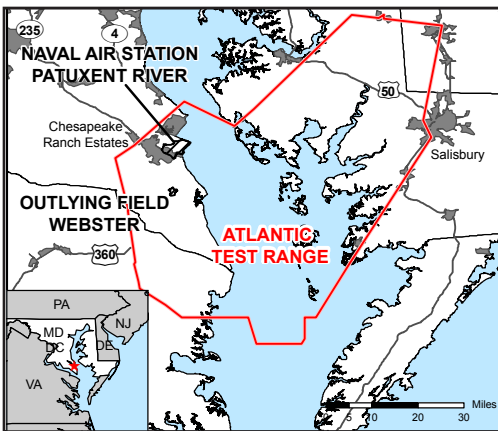 235
4
NAVAL AIR STATION
PATUXENT RIVER
50
Chesapeake
Ranch Estates
Salisbury
OUTLYING FIELD
WEBSTER
ATLANTIC
TEST RANGE
360
PA
NJ
MD
DC
DE
VA
Miles
5 10 20 30